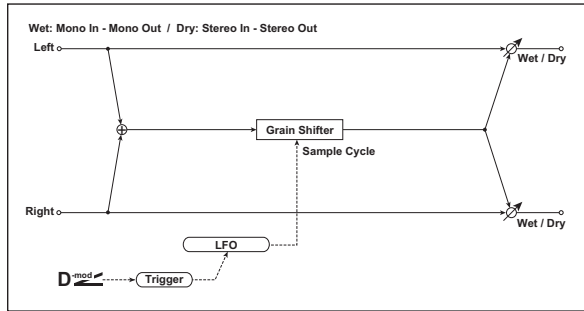 Wet: Mono In - Mono Out / Dry: Stereo In - Stereo Out
Left
Wet / Dry
Grain Shifter
Sample Cycle
Right
Wet / Dry
LFO
D-mod
Trigger